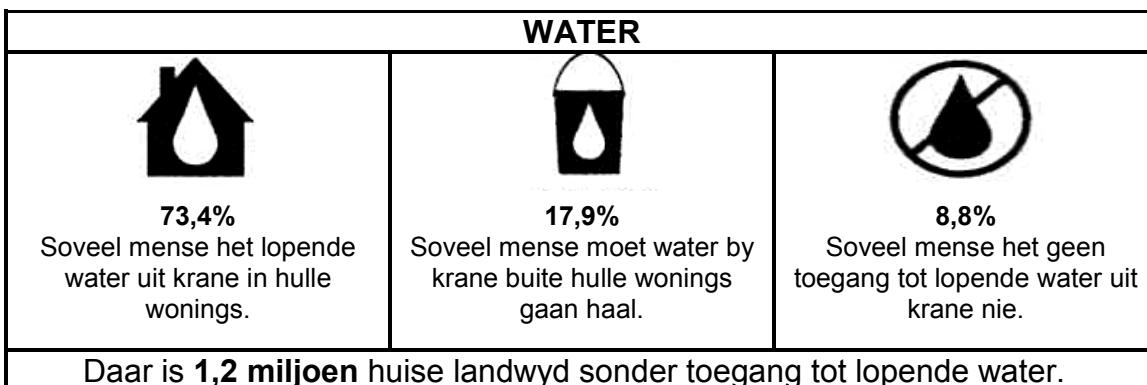 WATER
73,4%
Soveel mense het lopende
water uit krane in hulle
wonings.
17,9%
Soveel mense moet water by
krane buite hulle wonings
gaan haal.
8,8%
Soveel mense het geen
toegang tot lopende water uit
krane nie.
Daar is 1,2 miljoen huise landwyd sonder toegang tot lopende water.